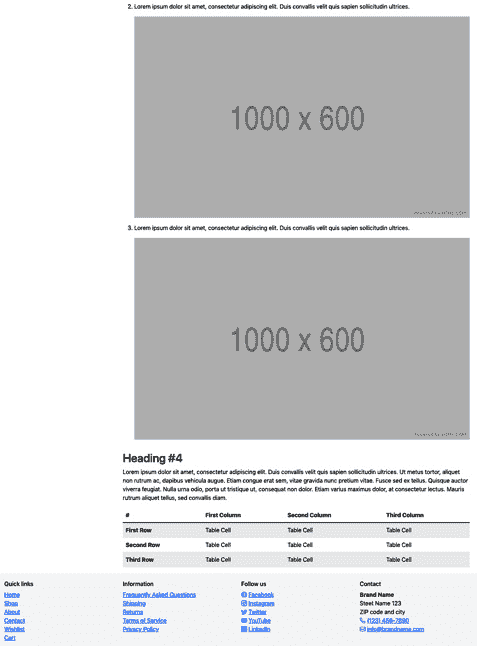 2. Lorem ipsum dolor sit amet, consectetur adipiscing elit. Duis convallis velit quis sapien sollicitudin ultrices.
1000 x 600
3. Lorem ipsum dolor sit amet, consectetur adipiscing elit. Duis convallis velit quis sapien sollicitudin ultrices.
1000 x 600
Heading #4
Lorem ipsum dolor sit amet, consectetur adipiscing elit. Duis convallis velit quis sapien sollicitudin ultrices. Ut metus tortor, aliquet
non rutrum ac, dapibus vehicula augue. Etiam congue erat sem, vitae gravida nunc pretium vitae. Fusce sed ex tellus. Quisque auctor
viverra feugiat. Nulla urna odio, porta ut tristique ut, consequat non dolor. Etiam varius maximus dolor, at consectetur lectus. Mauris
rutrum aliquet tellus, sed convallis diam.
# First Column Second Column Third Column
First Row Table Cell Table Cell Table Cell
Second Row Table Cell Table Cell Table Cell
Third Row Table Cell Table Cell Table Cell
Quick links
Home
Shop
About
Contact
Wishlist
Cart
Information
Frequently Asked Questions
Shipping
Returns
Terms of Service
Privacy Policy
Follow us
Facebook
Instagram
Twitter
YouTube
LinkedIn
Contact
Brand Name
Street Name 123
ZIP code and city
(123) 456-7890
info@brandname.com